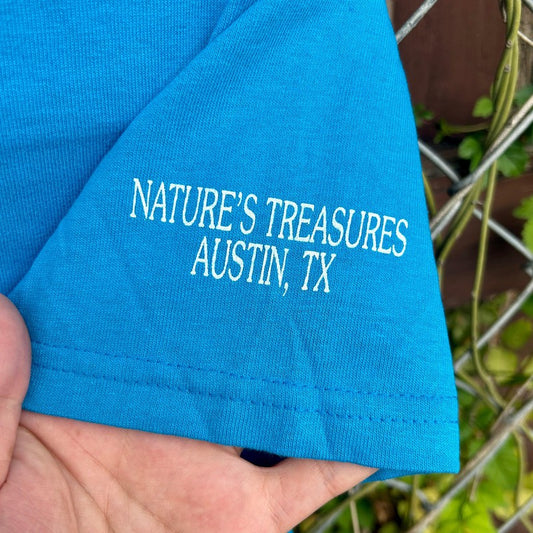 NATURE'S TREASURES
AUSTIN, TX